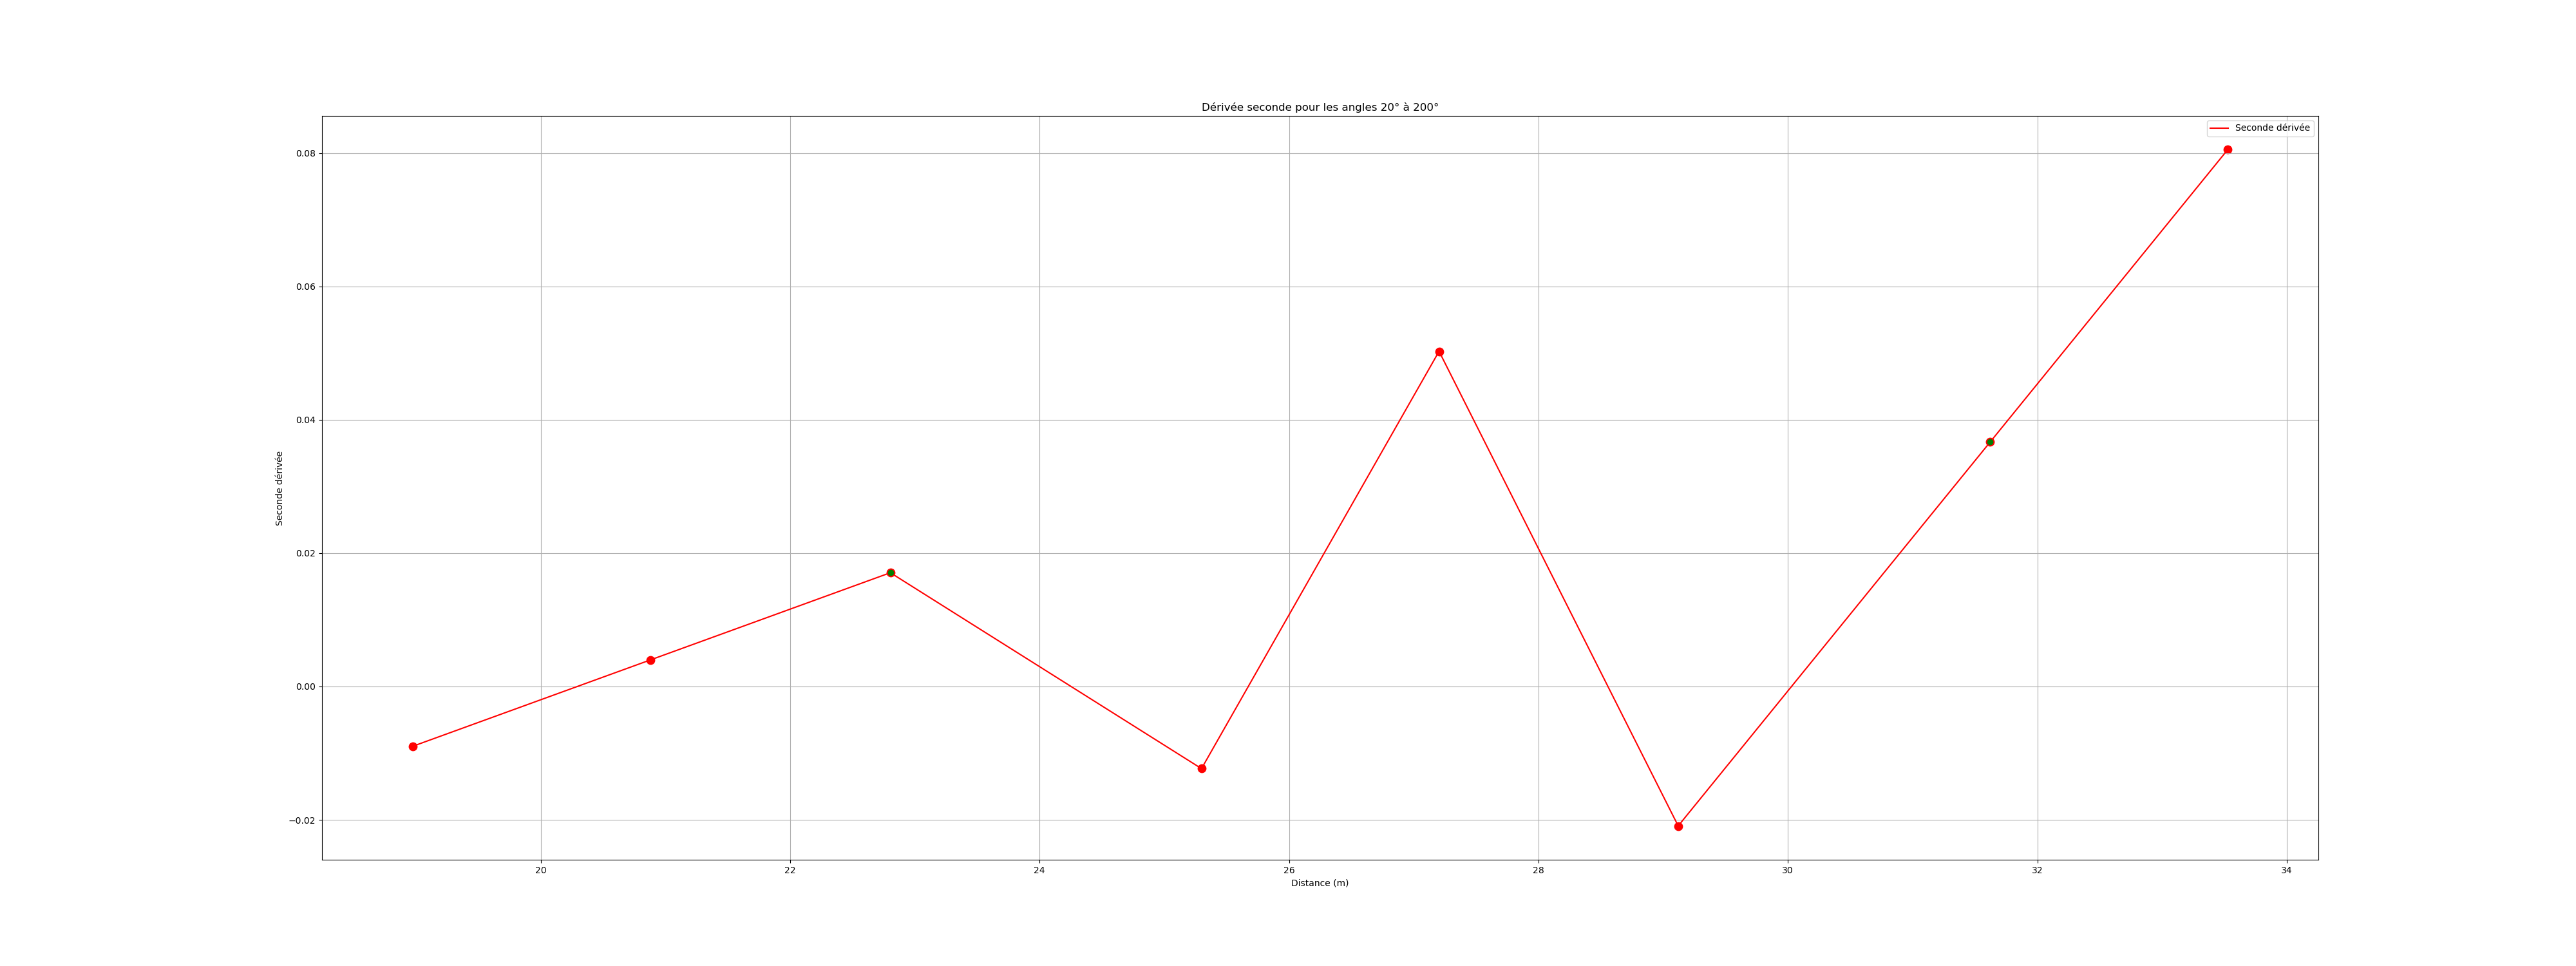 Dérivée seconde pour les angles 20° à 200°
Seconde dérivée
0.08
0.06
0.04
0.02
0.00
−0.02
Seconde dérivée
20 22 24 26 28 30 32 34
Distance (m)